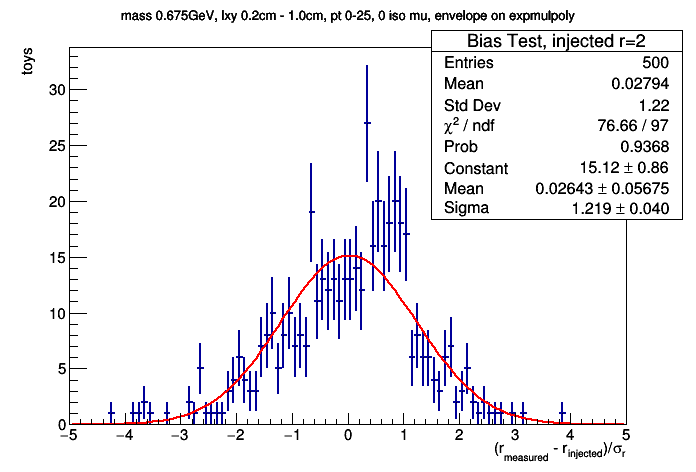 mass 0.675GeV, lxy 0.2cm - 1.0cm, pt 0-25, 0 iso mu, envelope on expmulpoly
Bias Test, injected r=2
Entries 500
Mean 0.02794
Std Dev 1.22
χ² / ndf 76.66 / 97
Prob 0.9368
Constant 15.12 ± 0.86
Mean 0.02643 ± 0.05675
Sigma 1.219 ± 0.040
toys
30
25
20
15
10
5
0
−5 −4 −3 −2 −1 0 1 2 3 4 5
(r_measured - r_injected)/σ_r